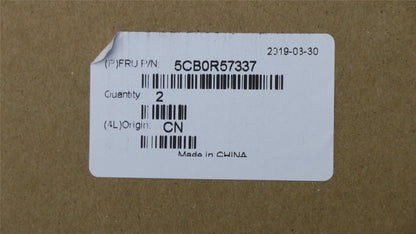 2019-03-30
(P)FRU P/N: 5CB0R57337
Quantity: 2
(4L)Origin: CN
Made in CHINA